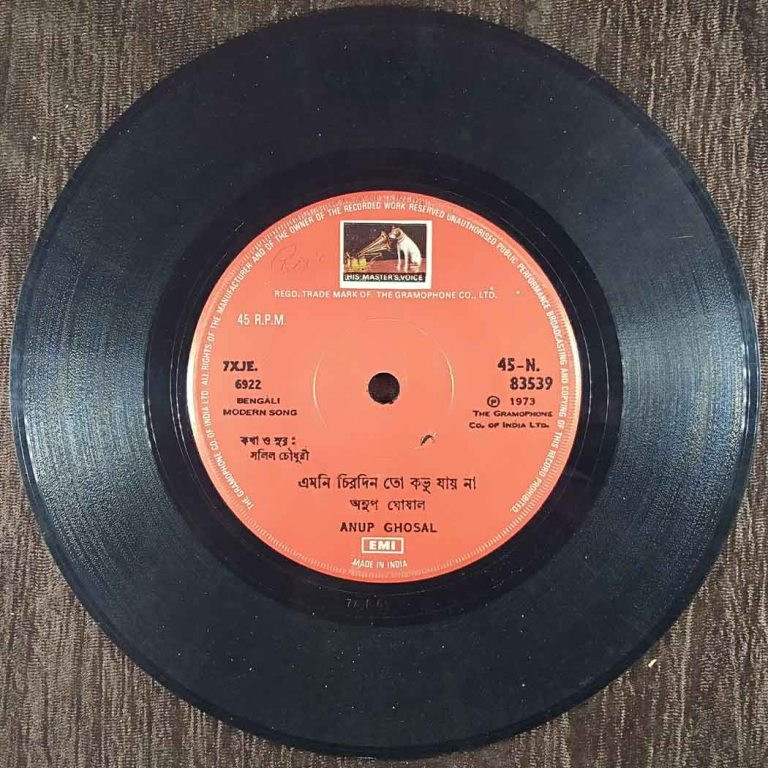 ALL RIGHTS OF THE MANUFACTURER AND OF THE OWNER OF THE RECORDED WORK RESERVED UNAUTHORISED PUBLIC PERFORMANCE BROADCASTING AND COPYING OF THIS RECORD PROHIBITED
THE GRAMOPHONE CO. OF INDIA LTD.
"HIS MASTER'S VOICE"
REGD. TRADE MARK OF THE GRAMOPHONE CO., LTD.
45 R.P.M.
7XJE.
6922
BENGALI
MODERN SONG
45-N.
83539
Ⓟ 1973
THE GRAMOPHONE
CO. OF INDIA LTD.
কথা ও সুর :
সলিল চৌধুরী
এমনি চিরদিন তো কভু যায় না
অনুপ ঘোষাল
ANUP GHOSAL
EMI
MADE IN INDIA